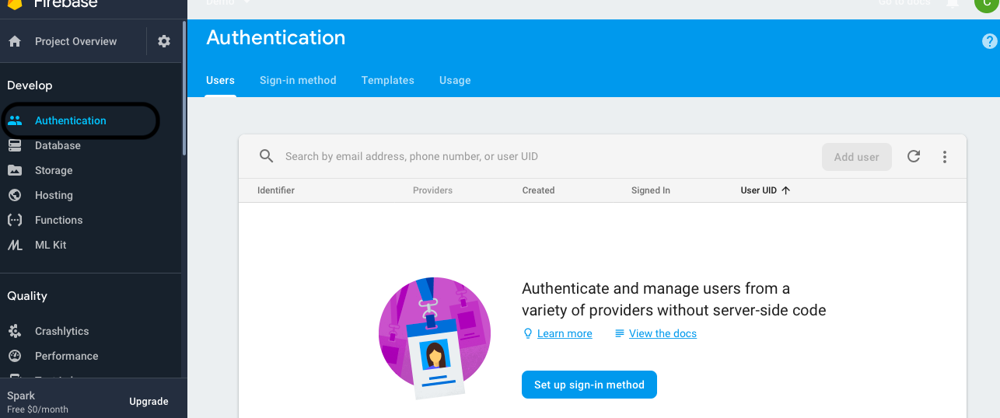 Firebase
Demo
Go to docs
C
Project Overview
Authentication
?
Develop
Users
Sign-in method
Templates
Usage
Authentication
Database
Storage
Hosting
Functions
ML Kit
Search by email address, phone number, or user UID
Add user
Identifier
Providers
Created
Signed In
User UID
Authenticate and manage users from a
variety of providers without server-side code
Learn more
View the docs
Set up sign-in method
Quality
Crashlytics
Performance
Spark
Free $0/month
Upgrade